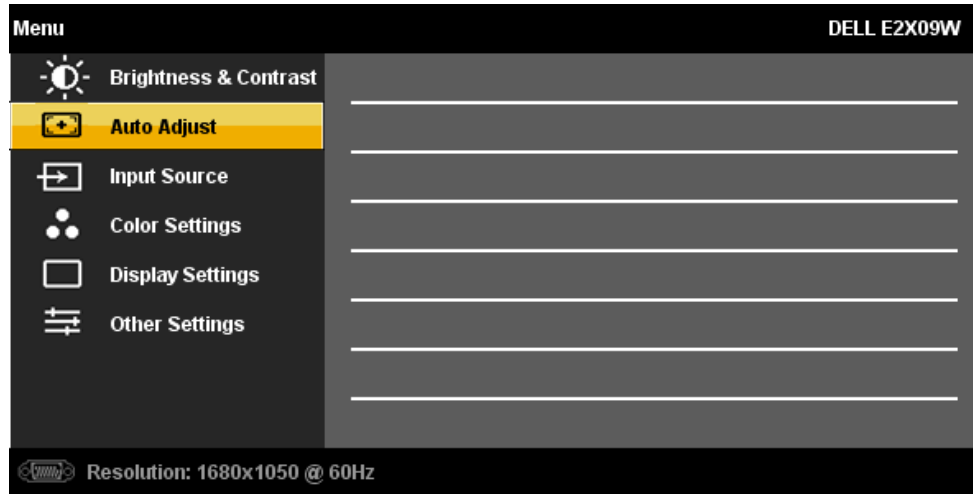 Menu DELL E2X09W
Brightness & Contrast
Auto Adjust
Input Source
Color Settings
Display Settings
Other Settings
Resolution: 1680x1050 @ 60Hz